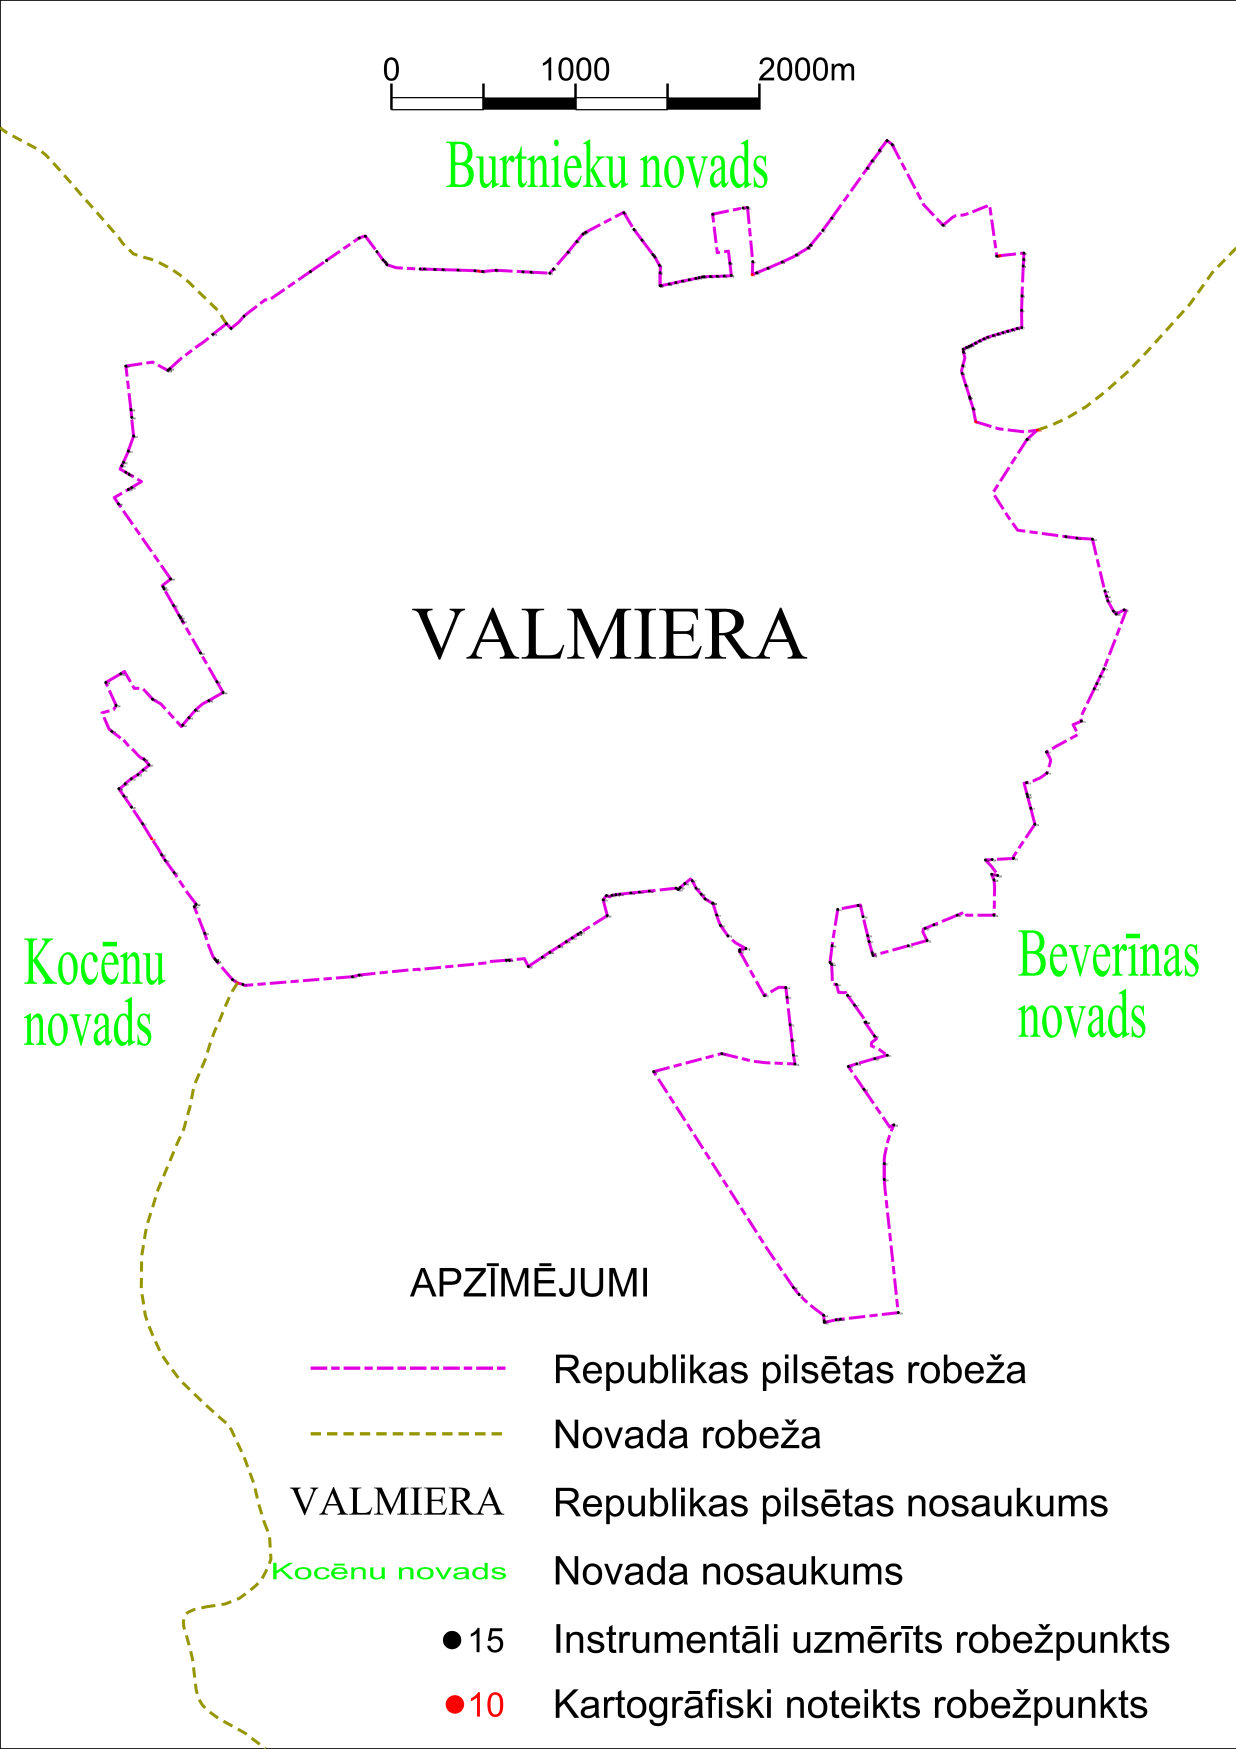 0 1000 2000m
Burtnieku novads
VALMIERA
Kocēnu
novads
Beverīnas
novads
APZĪMĒJUMI
Republikas pilsētas robeža
Novada robeža
VALMIERA Republikas pilsētas nosaukums
Kocēnu novads Novada nosaukums
15 Instrumentāli uzmērīts robežpunkts
10 Kartogrāfiski noteikts robežpunkts